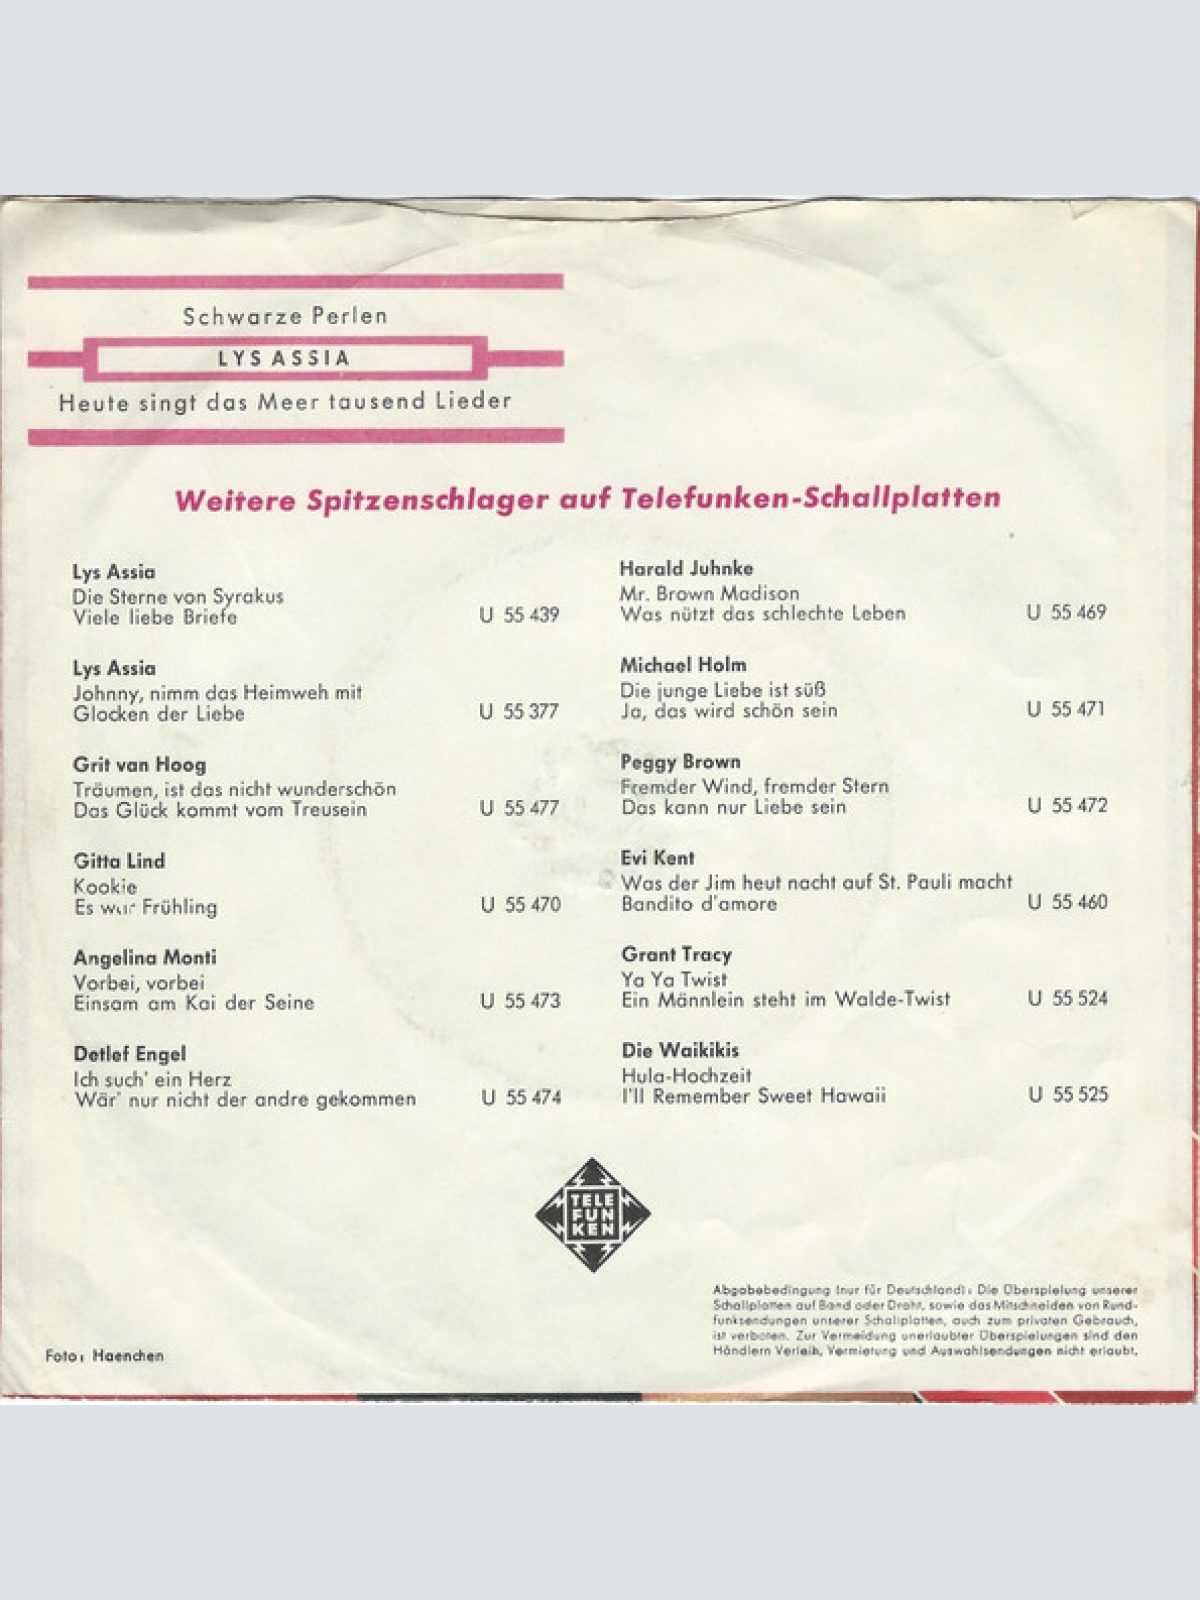 Schwarze Perlen
LYS ASSIA
Heute singt das Meer tausend Lieder
Weitere Spitzenschlager auf Telefunken-Schallplatten
Lys Assia
Die Sterne von Syrakus
Viele liebe Briefe U 55 439
Lys Assia
Johnny, nimm das Heimweh mit
Glocken der Liebe U 55 377
Grit van Hoog
Träumen, ist das nicht wunderschön
Das Glück kommt vom Treusein U 55 477
Gitta Lind
Kookie
Es war Frühling U 55 470
Angelina Monti
Vorbei, vorbei
Einsam am Kai der Seine U 55 473
Detlef Engel
Ich such' ein Herz
Wär' nur nicht der andre gekommen U 55 474
Harald Juhnke
Mr. Brown Madison
Was nützt das schlechte Leben U 55 469
Michael Holm
Die junge Liebe ist süß
Ja, das wird schön sein U 55 471
Peggy Brown
Fremder Wind, fremder Stern
Das kann nur Liebe sein U 55 472
Evi Kent
Was der Jim heut nacht auf St. Pauli macht
Bandito d'amore U 55 460
Grant Tracy
Ya Ya Twist
Ein Männlein steht im Walde-Twist U 55 524
Die Waikikis
Hula-Hochzeit
I'll Remember Sweet Hawaii U 55 525
TELE
FUN
KEN
Abgabebedingung (nur für Deutschland): Die Überspielung unserer
Schallplatten auf Band oder Draht, sowie das Mitschneiden von Rund-
funksendungen unserer Schallplatten, auch zum privaten Gebrauch,
ist verboten. Zur Vermeidung unerlaubter Überspielungen sind den
Händlern Verleih, Vermietung und Auswahlsendungen nicht erlaubt.
Foto: Haenchen